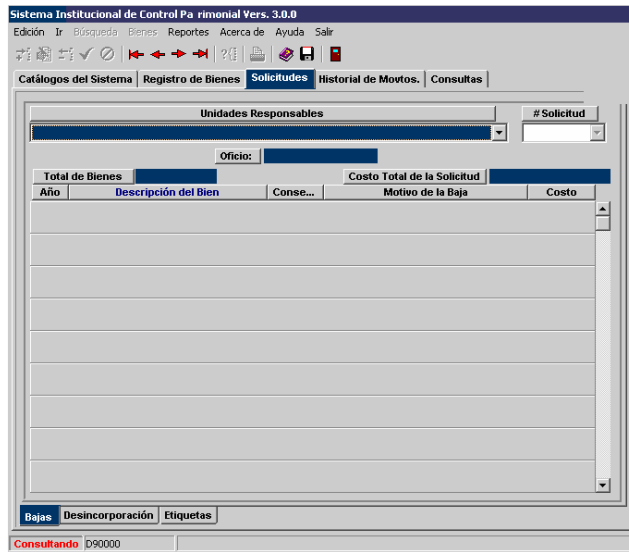 Sistema Institucional de Control Pa rimonial Vers. 3.0.0
Edición Ir Búsqueda Bienes Reportes Acerca de Ayuda Salir
Catálogos del Sistema Registro de Bienes Solicitudes Historial de Movtos. Consultas
Unidades Responsables # Solicitud
Oficio:
Total de Bienes Costo Total de la Solicitud
Año Descripción del Bien Conse... Motivo de la Baja Costo
Bajas Desincorporación Etiquetas
Consultando D90000